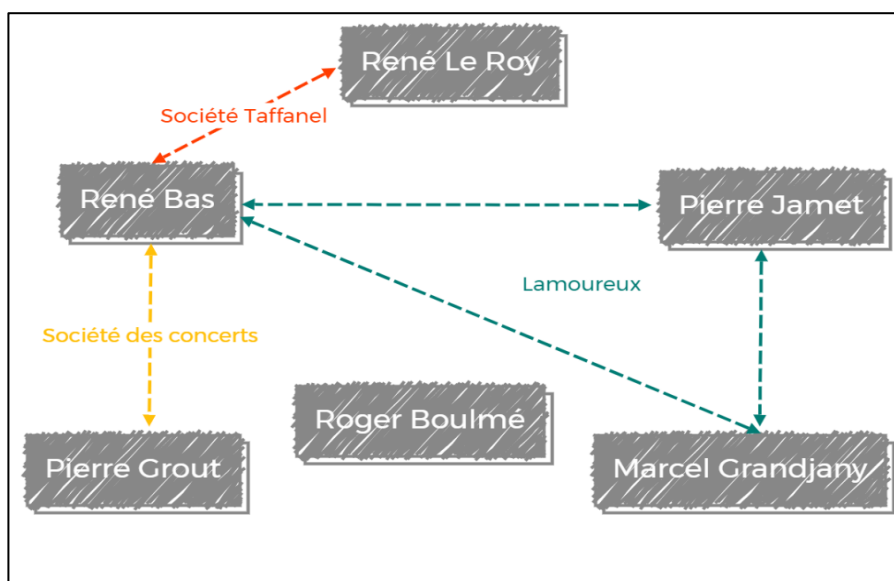 René Le Roy
Société Taffanel
René Bas
Pierre Jamet
Lamoureux
Société des concerts
Roger Boulmé
Pierre Grout
Marcel Grandjany